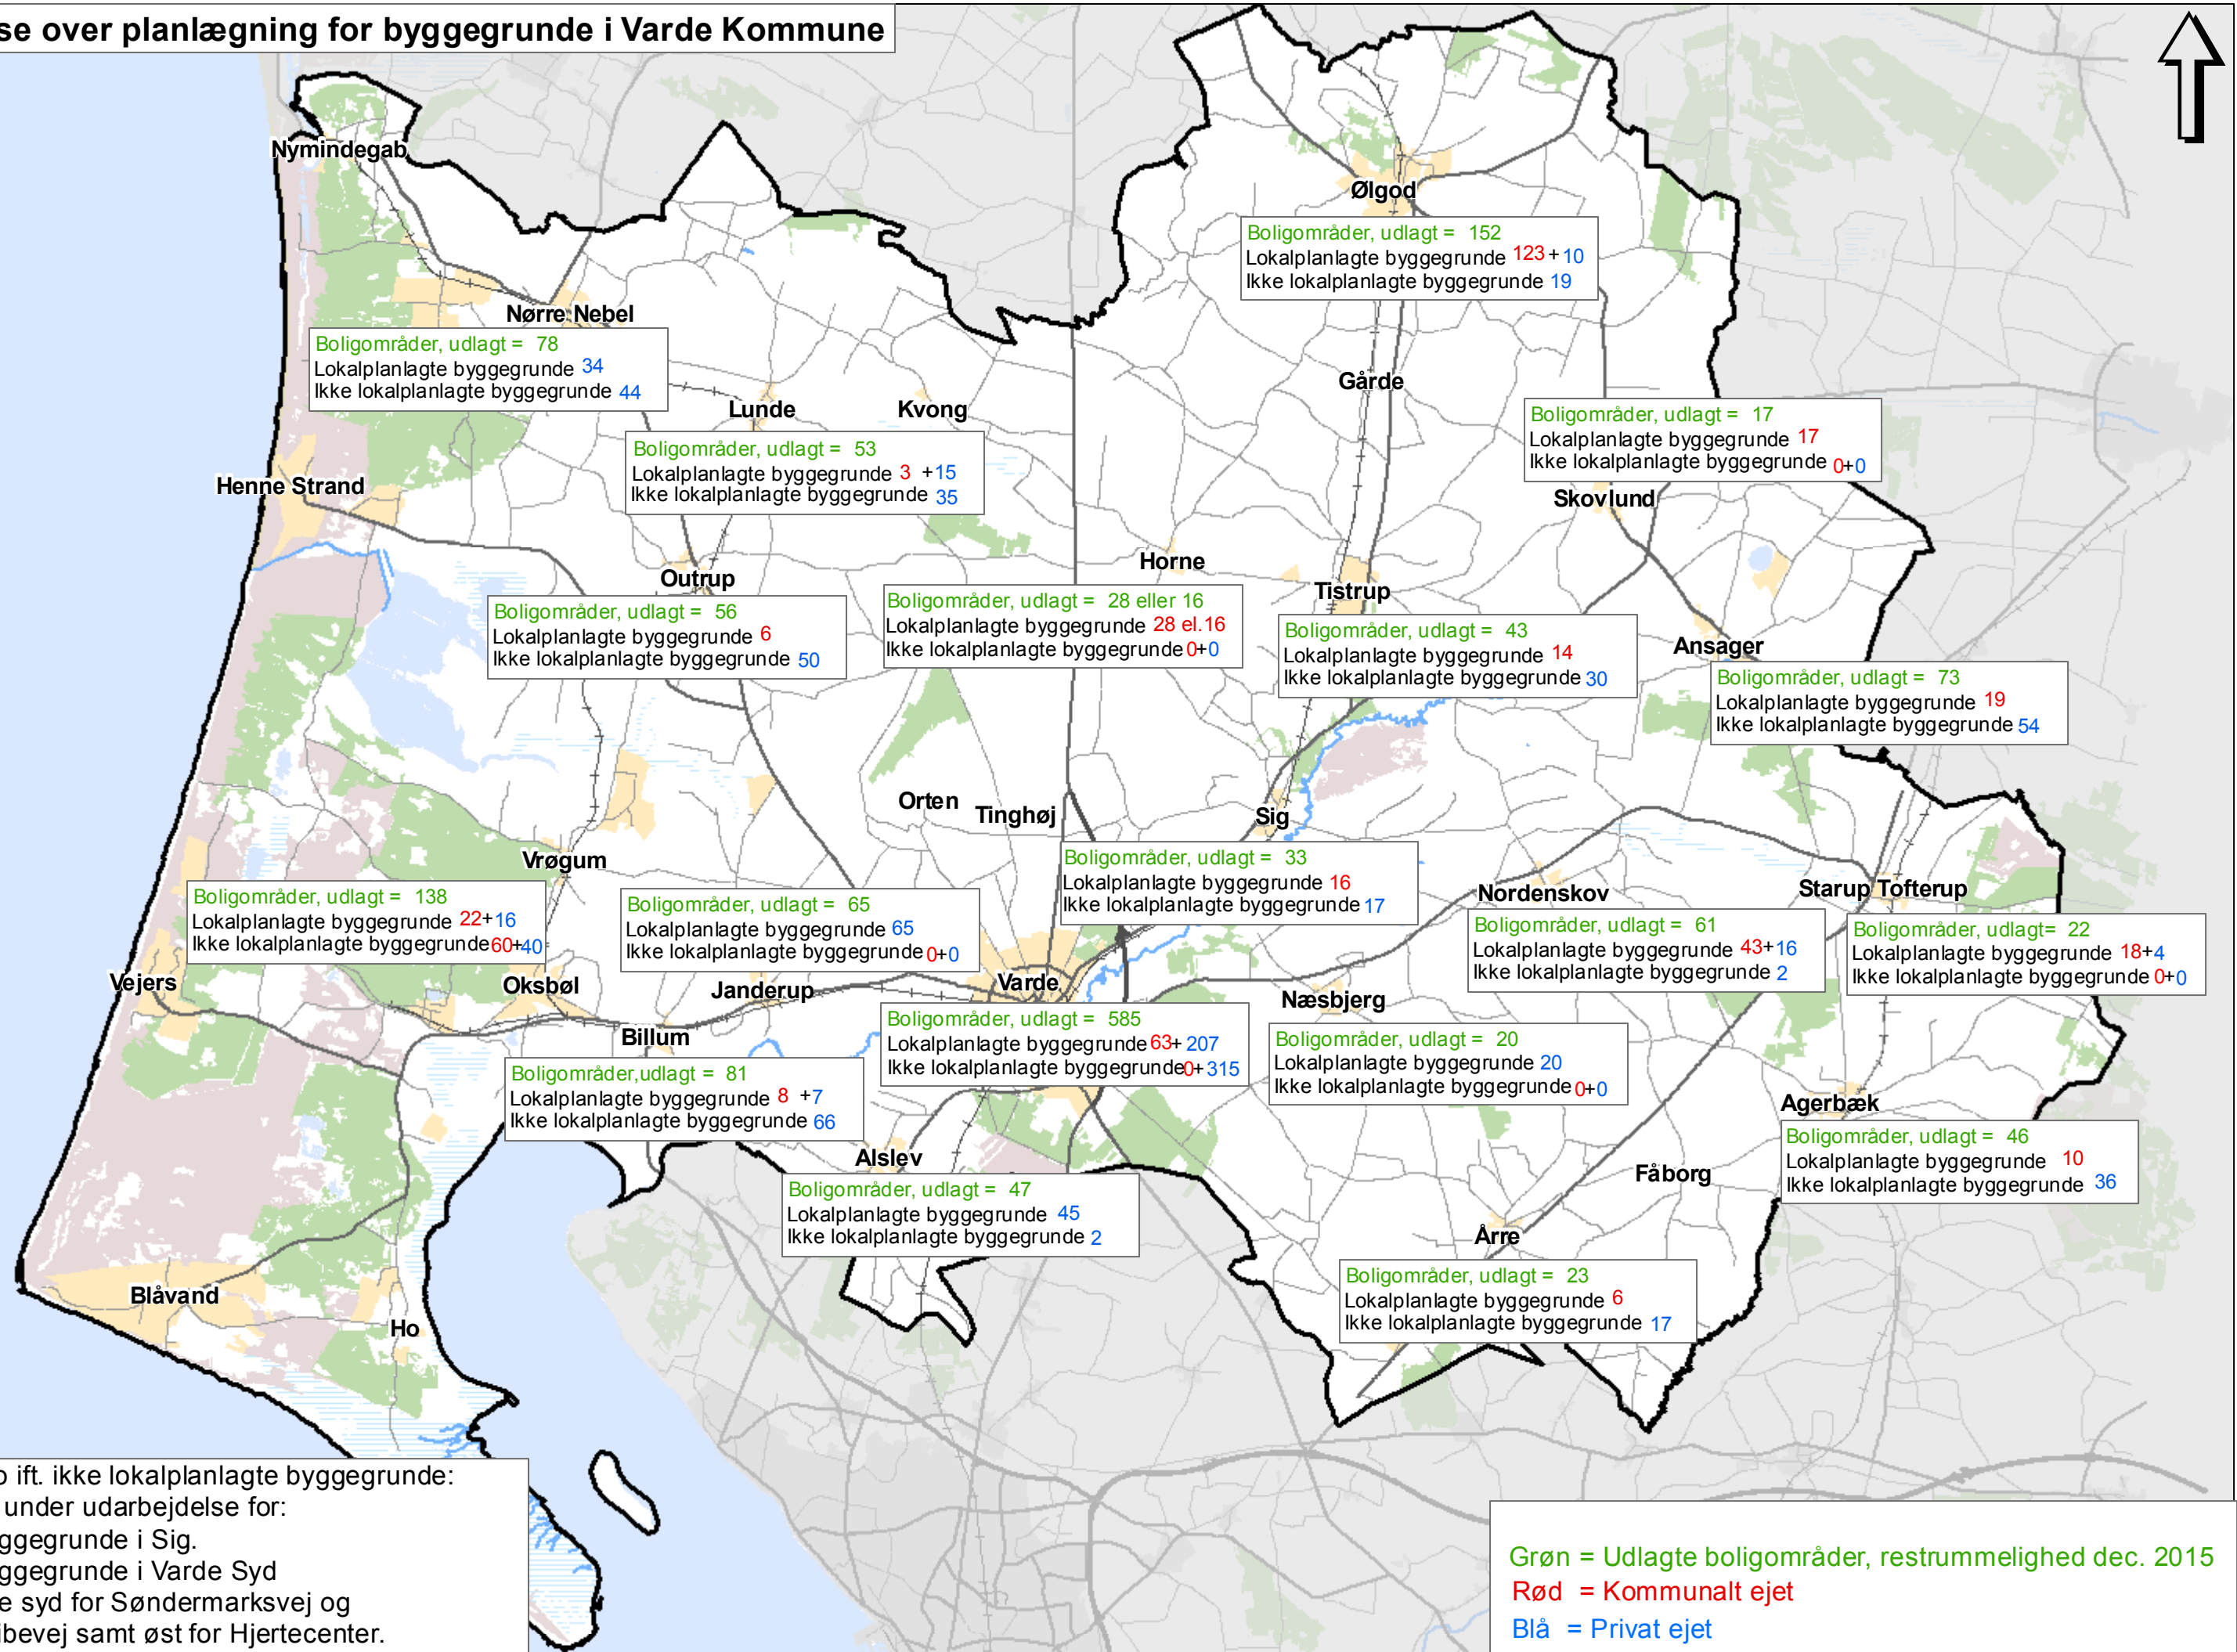 se over planlægning for byggegrunde i Varde Kommune
Nymindegab
Ølgod
Boligområder, udlagt = 152
Lokalplanlagte byggegrunde 123 + 10
Ikke lokalplanlagte byggegrunde 19
Nørre Nebel
Boligområder, udlagt = 78
Lokalplanlagte byggegrunde 34
Ikke lokalplanlagte byggegrunde 44
Gårde
Lunde
Kvong
Boligområder, udlagt = 53
Lokalplanlagte byggegrunde 3 +15
Ikke lokalplanlagte byggegrunde 35
Boligområder, udlagt = 17
Lokalplanlagte byggegrunde 17
Ikke lokalplanlagte byggegrunde 0+0
Skovlund
Henne Strand
Outrup
Boligområder, udlagt = 56
Lokalplanlagte byggegrunde 6
Ikke lokalplanlagte byggegrunde 50
Horne
Boligområder, udlagt = 28 eller 16
Lokalplanlagte byggegrunde 28 el.16
Ikke lokalplanlagte byggegrunde 0+0
Tistrup
Boligområder, udlagt = 43
Lokalplanlagte byggegrunde 14
Ikke lokalplanlagte byggegrunde 30
Ansager
Boligområder, udlagt = 73
Lokalplanlagte byggegrunde 19
Ikke lokalplanlagte byggegrunde 54
Orten
Tinghøj
Sig
Boligområder, udlagt = 33
Lokalplanlagte byggegrunde 16
Ikke lokalplanlagte byggegrunde 17
Vrøgum
Boligområder, udlagt = 138
Lokalplanlagte byggegrunde 22+16
Ikke lokalplanlagte byggegrunde 60+40
Boligområder, udlagt = 65
Lokalplanlagte byggegrunde 65
Ikke lokalplanlagte byggegrunde 0+0
Nordenskov
Boligområder, udlagt = 61
Lokalplanlagte byggegrunde 43+16
Ikke lokalplanlagte byggegrunde 2
Starup Tofterup
Boligområder, udlagt= 22
Lokalplanlagte byggegrunde 18+4
Ikke lokalplanlagte byggegrunde 0+0
Vejers
Oksbøl
Janderup
Varde
Næsbjerg
Billum
Boligområder,udlagt = 81
Lokalplanlagte byggegrunde 8 +7
Ikke lokalplanlagte byggegrunde 66
Boligområder, udlagt = 585
Lokalplanlagte byggegrunde 63+ 207
Ikke lokalplanlagte byggegrunde 0+ 315
Boligområder, udlagt = 20
Lokalplanlagte byggegrunde 20
Ikke lokalplanlagte byggegrunde 0+0
Agerbæk
Boligområder, udlagt = 46
Lokalplanlagte byggegrunde 10
Ikke lokalplanlagte byggegrunde 36
Alslev
Boligområder, udlagt = 47
Lokalplanlagte byggegrunde 45
Ikke lokalplanlagte byggegrunde 2
Fåborg
Årre
Boligområder, udlagt = 23
Lokalplanlagte byggegrunde 6
Ikke lokalplanlagte byggegrunde 17
Blåvand
Ho
ift. ikke lokalplanlagte byggegrunde:
under udarbejdelse for:
ggegrunde i Sig.
ggegrunde i Varde Syd
e syd for Søndermarksvej og
ibevej samt øst for Hjertecenter.
Grøn = Udlagte boligområder, restrummelighed dec. 2015
Rød = Kommunalt ejet
Blå = Privat ejet